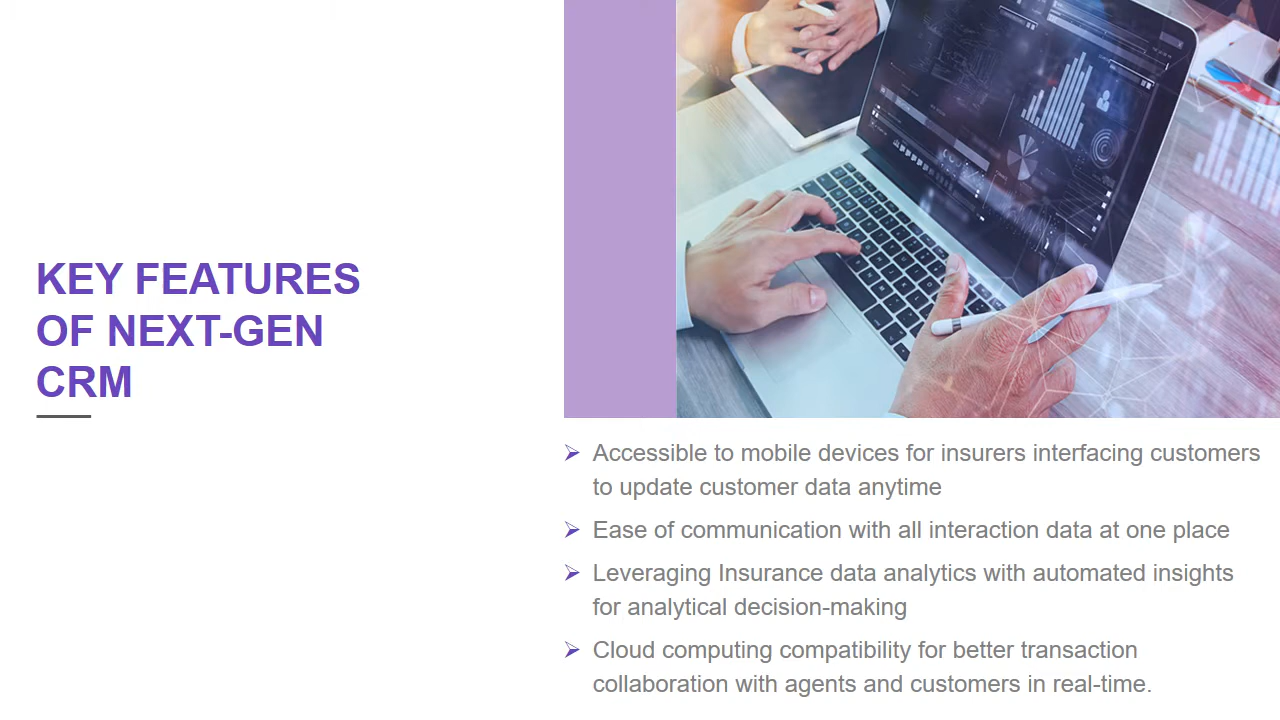 KEY FEATURES
OF NEXT-GEN
CRM
Accessible to mobile devices for insurers interfacing customers
to update customer data anytime
Ease of communication with all interaction data at one place
Leveraging Insurance data analytics with automated insights
for analytical decision-making
Cloud computing compatibility for better transaction
collaboration with agents and customers in real-time.